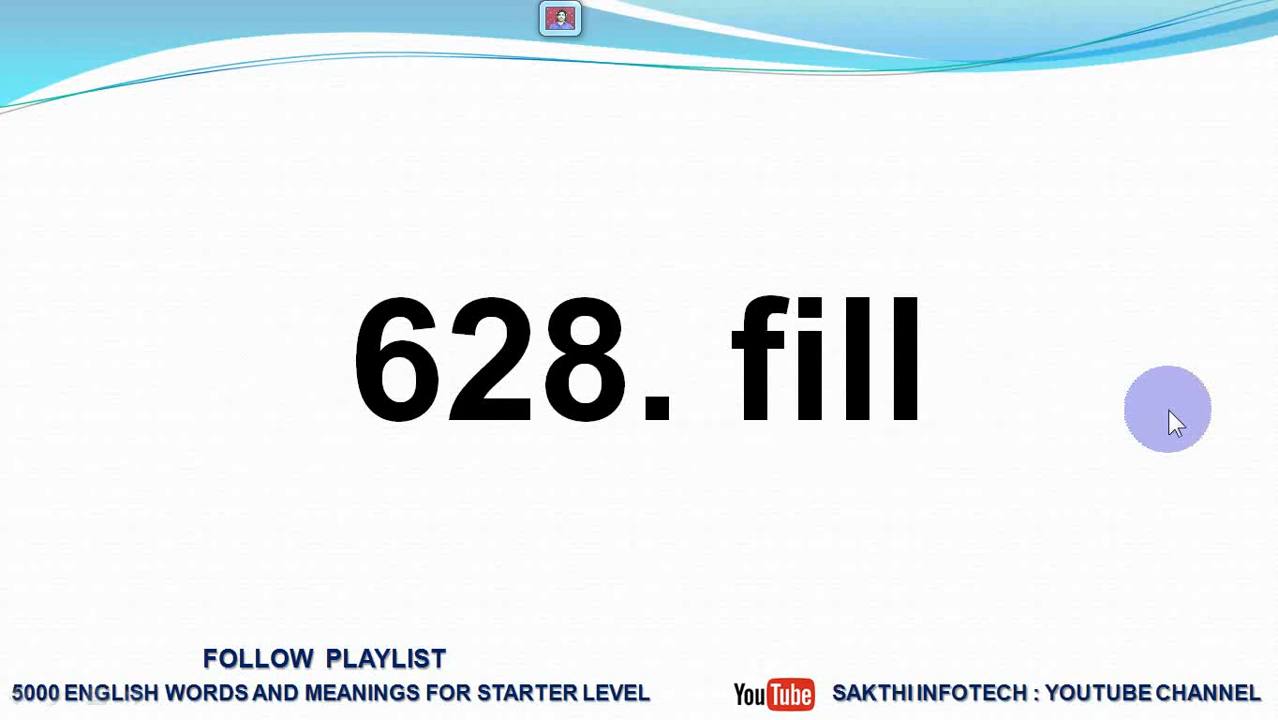 628. fill
FOLLOW PLAYLIST
5000 ENGLISH WORDS AND MEANINGS FOR STARTER LEVEL
YouTube SAKTHI INFOTECH : YOUTUBE CHANNEL